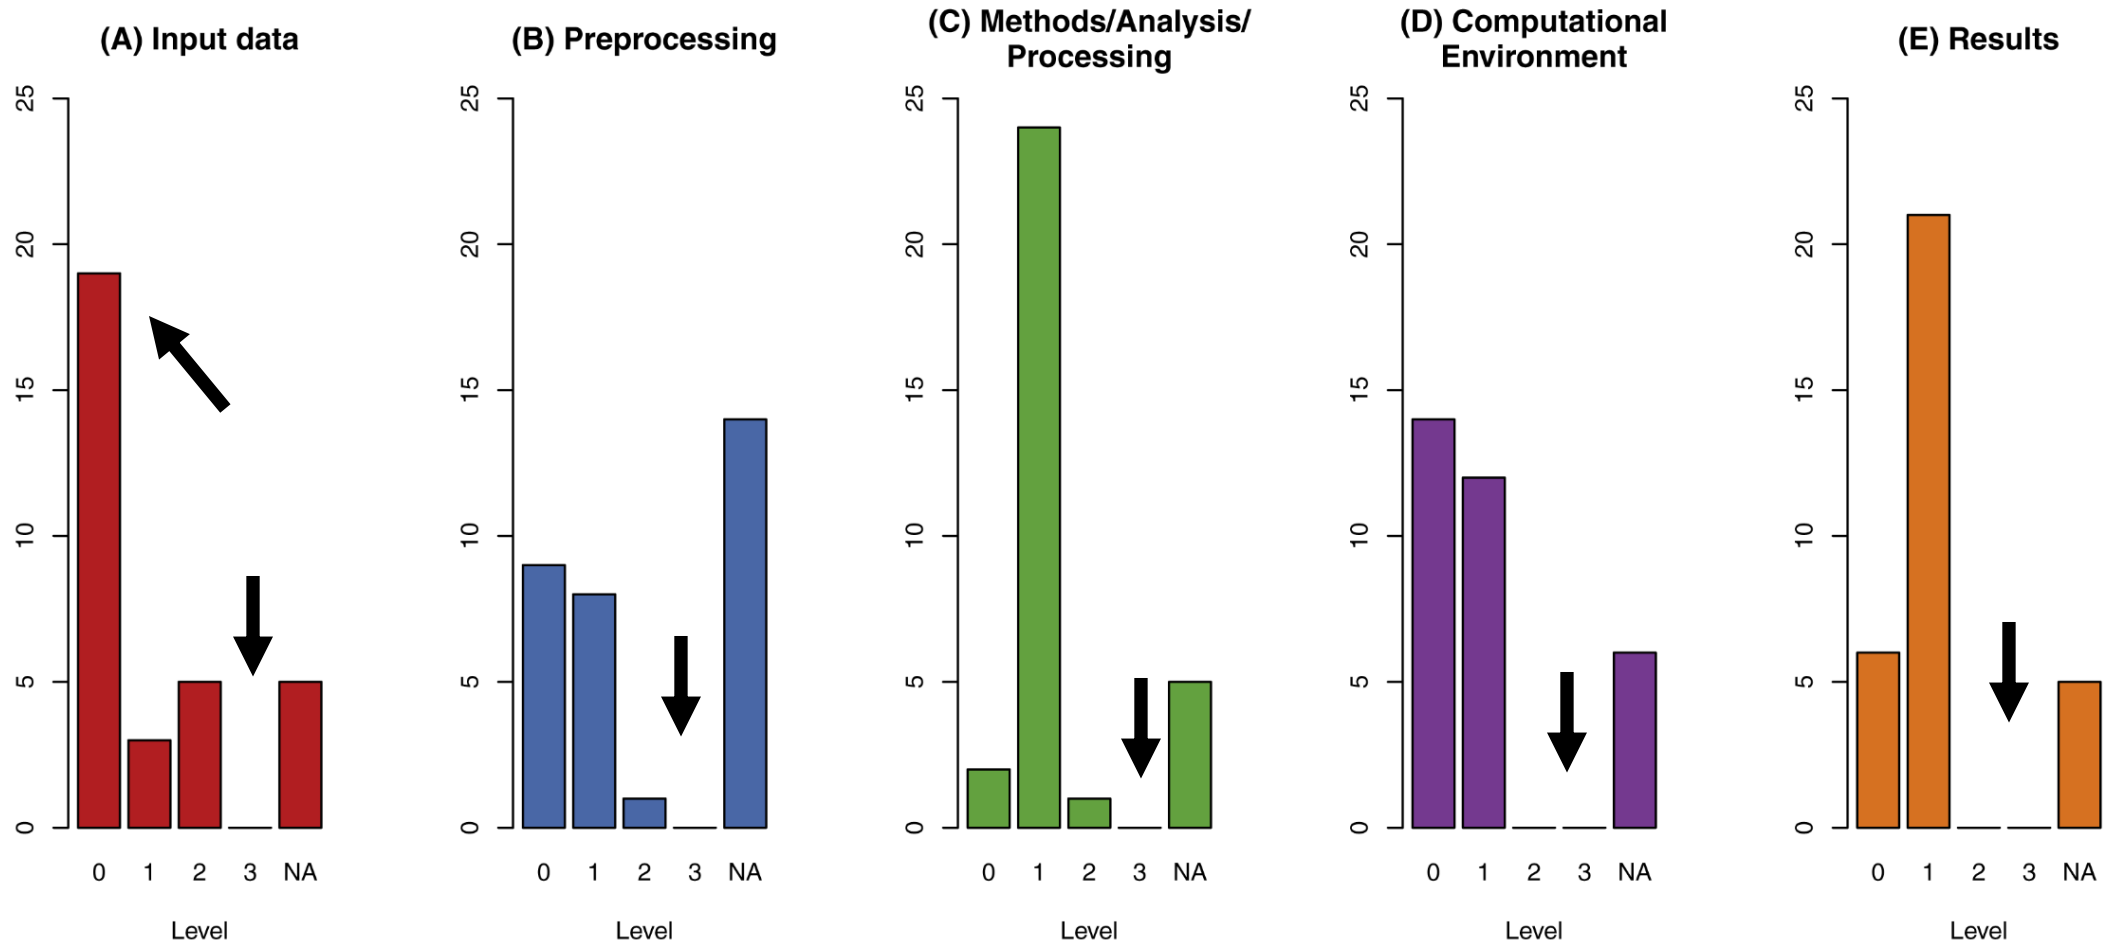 (A) Input data
25
20
15
10
5
0
0 1 2 3 NA
Level
(B) Preprocessing
25
20
15
10
5
0
0 1 2 3 NA
Level
(C) Methods/Analysis/
Processing
25
20
15
10
5
0
0 1 2 3 NA
Level
(D) Computational
Environment
25
20
15
10
5
0
0 1 2 3 NA
Level
(E) Results
25
20
15
10
5
0
0 1 2 3 NA
Level